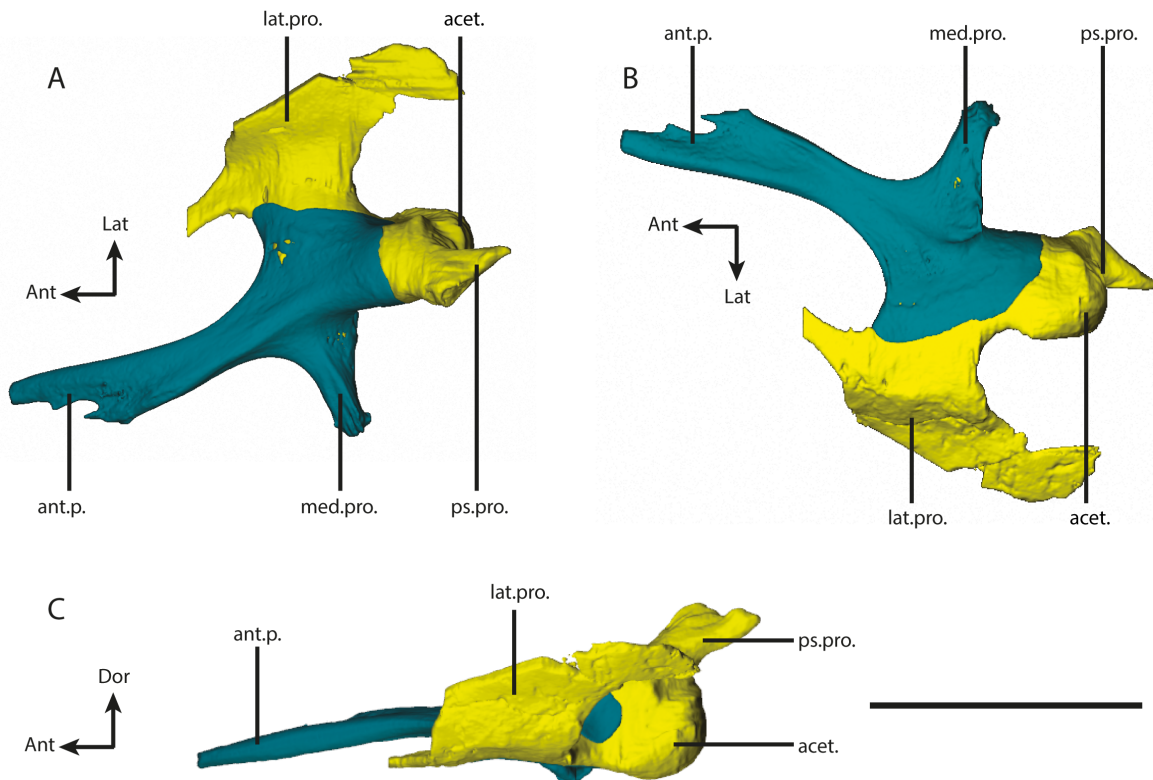 lat.pro.
acet.
A
Lat
Ant
ant.p.
med.pro.
ps.pro.
ant.p.
med.pro.
ps.pro.
B
Ant
Lat
lat.pro.
acet.
C
lat.pro.
ant.p.
ps.pro.
Dor
Ant
acet.